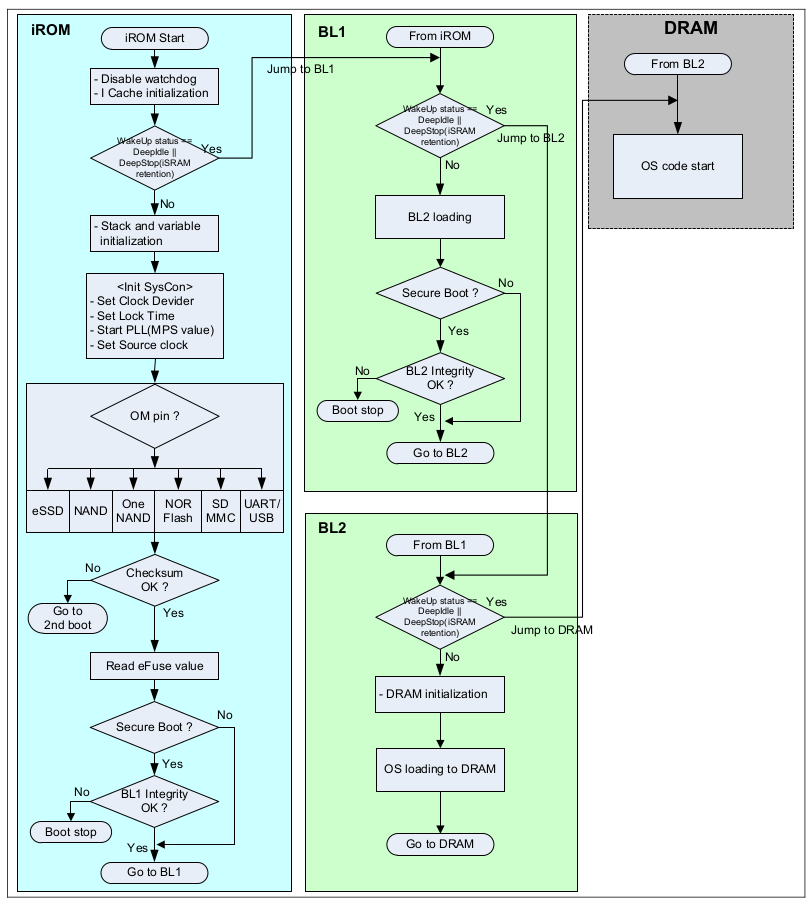 iROM
iROM Start
- Disable watchdog
- I Cache initialization
WakeUp status ==
DeepIdle ||
DeepStop(iSRAM
retention)
Yes
Jump to BL1
No
- Stack and variable
initialization
<Init SysCon>
- Set Clock Devider
- Set Lock Time
- Start PLL(MPS value)
- Set Source clock
OM pin ?
eSSD
NAND
One
NAND
NOR
Flash
SD
MMC
UART/
USB
Checksum
OK ?
No
Go to
2nd boot
Yes
Read eFuse value
Secure Boot ?
No
Yes
BL1 Integrity
OK ?
No
Boot stop
Yes
Go to BL1
BL1
From iROM
WakeUp status ==
DeepIdle ||
DeepStop(iSRAM
retention)
Yes
Jump to BL2
No
BL2 loading
Secure Boot ?
No
Yes
BL2 Integrity
OK ?
No
Boot stop
Yes
Go to BL2
BL2
From BL1
WakeUp status ==
DeepIdle ||
DeepStop(iSRAM
retention)
Yes
Jump to DRAM
No
- DRAM initialization
OS loading to DRAM
Go to DRAM
DRAM
From BL2
OS code start